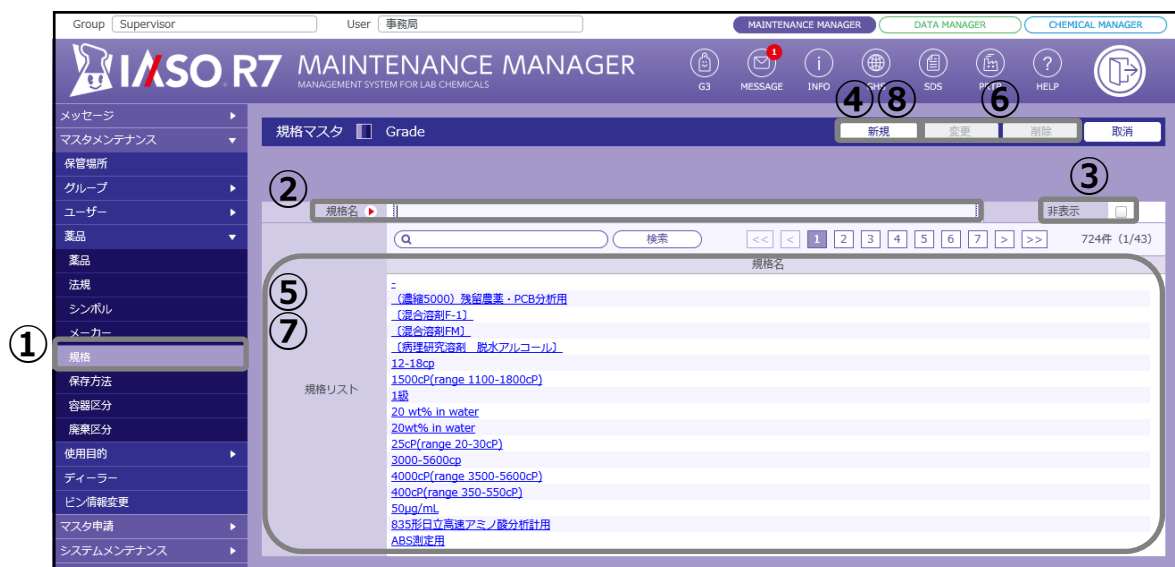 Group Supervisor User 事務局 MAINTENANCE MANAGER DATA MANAGER CHEMICAL MANAGER
IASO R7 MAINTENANCE MANAGER
MANAGEMENT SYSTEM FOR LAB CHEMICALS
1
G3 MESSAGE INFO GHS SDS PRTR HELP
④⑧ ⑥
メッセージ
マスタメンテナンス
保管場所
グループ
ユーザー
薬品
薬品
法規
シンボル
メーカー
① 規格
保存方法
容器区分
廃棄区分
使用目的
ディーラー
ビン情報変更
マスタ申請
システムメンテナンス
規格マスタ Grade 新規 変更 削除 取消
② ③
規格名 非表示
検索 << < 1 2 3 4 5 6 7 > >> 724件 (1/43)
規格名
⑤
⑦
規格リスト
-
（濃縮5000）残留農薬・PCB分析用
〔混合溶剤F-1〕
〔混合溶剤FM〕
〔病理研究溶剤 脱水アルコール〕
12-18cp
1500cP(range 1100-1800cP)
1級
20 wt% in water
20wt% in water
25cP(range 20-30cP)
3000-5600cp
4000cP(range 3500-5600cP)
400cP(range 350-550cP)
50μg/mL
835形日立高速アミノ酸分析計用
ABS測定用